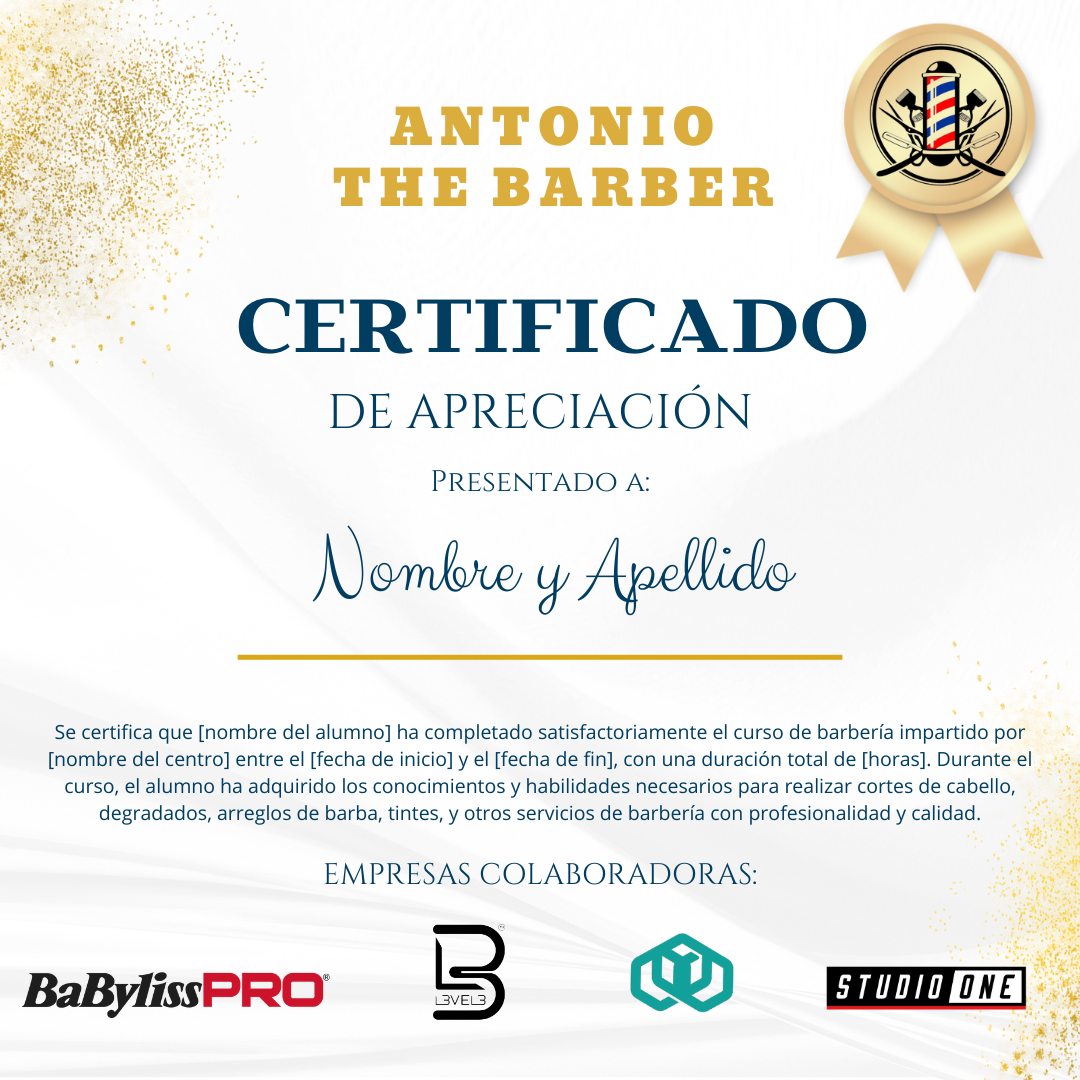 ANTONIO
THE BARBER
CERTIFICADO
DE APRECIACIÓN
PRESENTADO A:
Nombre y Apellido
Se certifica que [nombre del alumno] ha completado satisfactoriamente el curso de barbería impartido por
[nombre del centro] entre el [fecha de inicio] y el [fecha de fin], con una duración total de [horas]. Durante el
curso, el alumno ha adquirido los conocimientos y habilidades necesarios para realizar cortes de cabello,
degradados, arreglos de barba, tintes, y otros servicios de barbería con profesionalidad y calidad.
EMPRESAS COLABORADORAS:
BaBylissPRO®
L3VEL3
STUDIO ONE